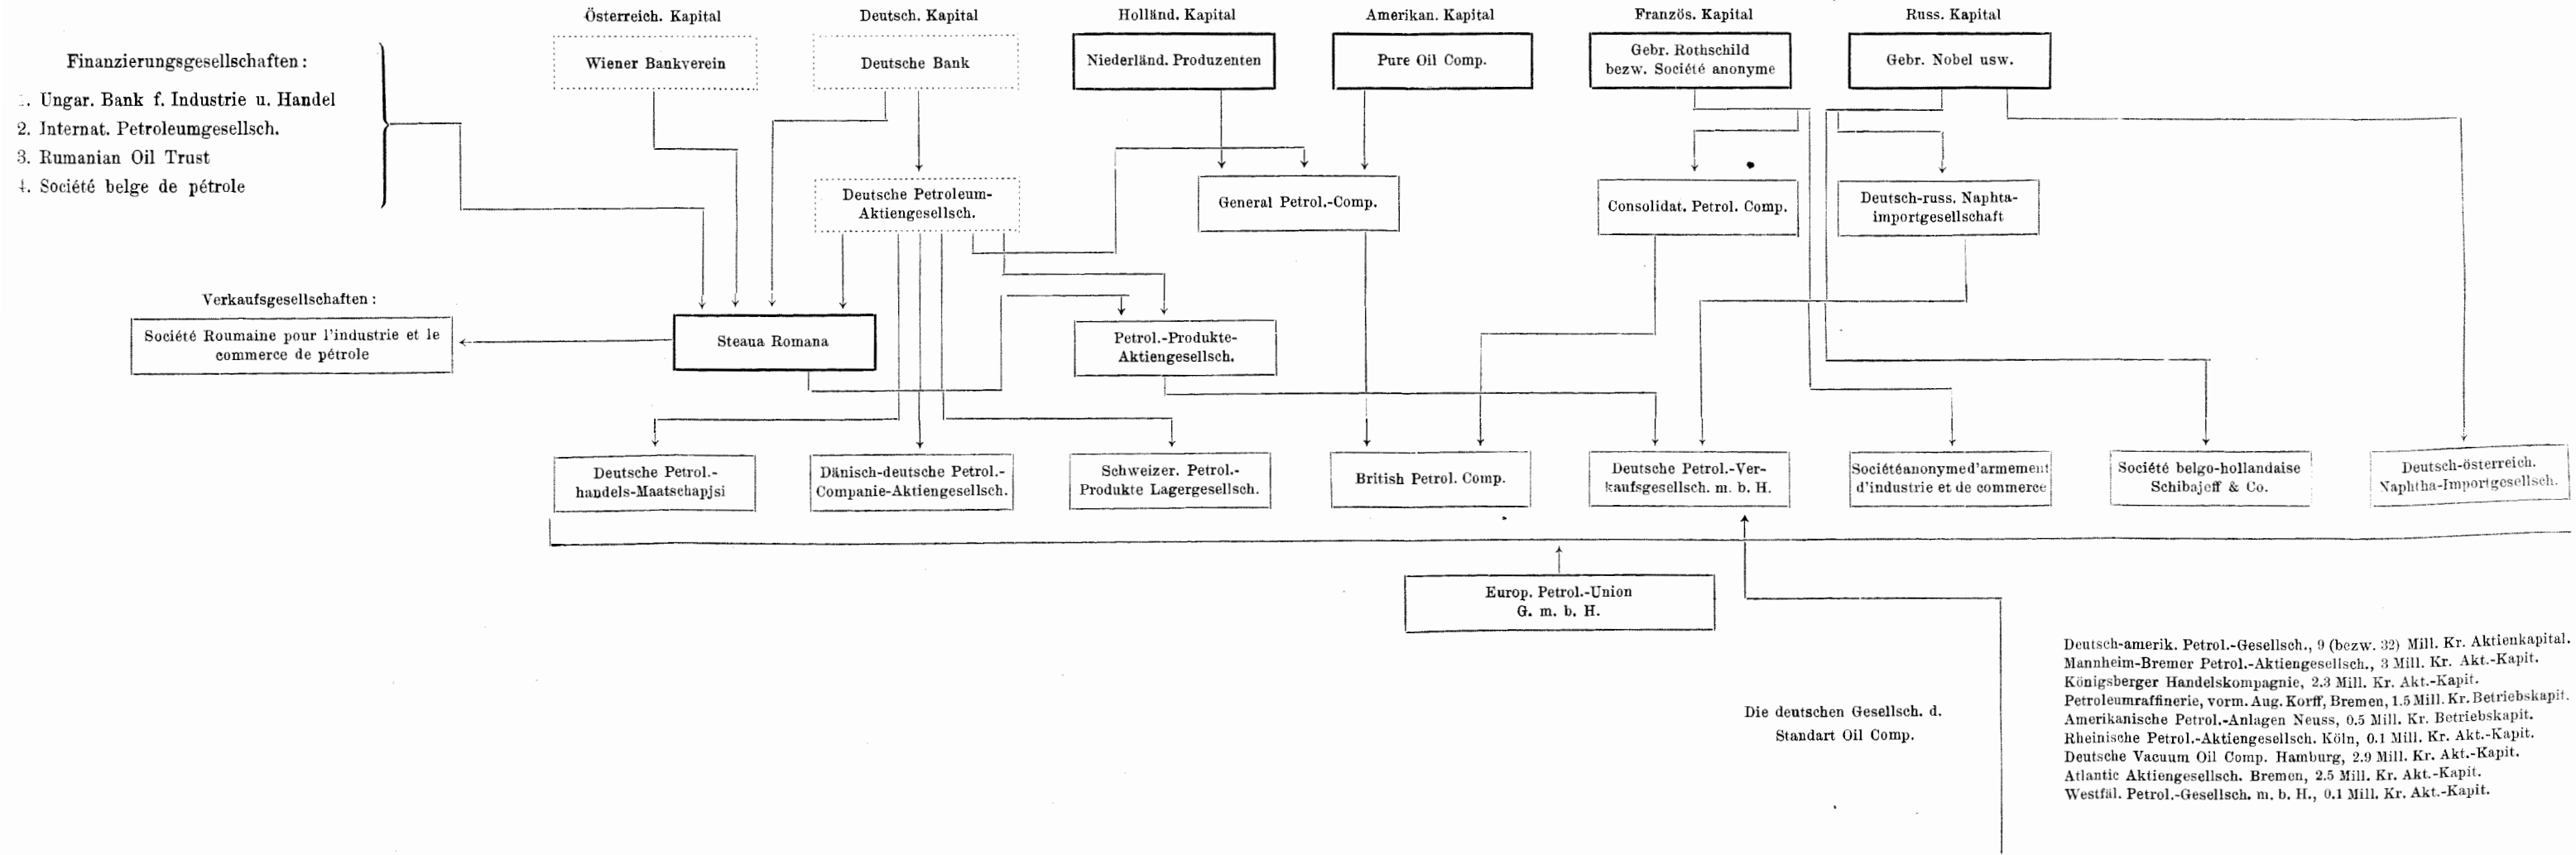 Österreich. Kapital
Deutsch. Kapital
Holländ. Kapital
Amerikan. Kapital
Französ. Kapital
Russ. Kapital
Finanzierungsgesellschaften :
1. Ungar. Bank f. Industrie u. Handel
2. Internat. Petroleumgesellsch.
3. Rumanian Oil Trust
4. Société belge de pétrole
Wiener Bankverein
Deutsche Bank
Niederländ. Produzenten
Pure Oil Comp.
Gebr. Rothschild
bezw. Société anonyme
Gebr. Nobel usw.
Deutsche Petroleum-
Aktiengesellsch.
General Petrol.-Comp.
Consolidat. Petrol. Comp.
Deutsch-russ. Naphta-
importgesellschaft
Verkaufsgesellschaften :
Société Roumaine pour l'industrie et le
commerce de pétrole
Steaua Romana
Petrol.-Produkte-
Aktiengesellsch.
Deutsche Petrol.-
handels-Maatschapjsi
Dänisch-deutsche Petrol.-
Companie-Aktiengesellsch.
Schweizer. Petrol.-
Produkte Lagergesellsch.
British Petrol. Comp.
Deutsche Petrol.-Ver-
kaufsgesellsch. m. b. H.
Sociétéanonymed'armement
d'industrie et de commerce
Société belgo-hollandaise
Schibajeff & Co.
Deutsch-österreich.
Naphtha-Importgesellsch.
Europ. Petrol.-Union
G. m. b. H.
Die deutschen Gesellsch. d.
Standart Oil Comp.
Deutsch-amerik. Petrol.-Gesellsch., 9 (bezw. 32) Mill. Kr. Aktienkapital.
Mannheim-Bremer Petrol.-Aktiengesellsch., 3 Mill. Kr. Akt.-Kapit.
Königsberger Handelskompagnie, 2.3 Mill. Kr. Akt.-Kapit.
Petroleumraffinerie, vorm. Aug. Korff, Bremen, 1.5 Mill. Kr. Betriebskapit.
Amerikanische Petrol.-Anlagen Neuss, 0.5 Mill. Kr. Betriebskapit.
Rheinische Petrol.-Aktiengesellsch. Köln, 0.1 Mill. Kr. Akt.-Kapit.
Deutsche Vacuum Oil Comp. Hamburg, 2.9 Mill. Kr. Akt.-Kapit.
Atlantic Aktiengesellsch. Bremen, 2.5 Mill. Kr. Akt.-Kapit.
Westfäl. Petrol.-Gesellsch. m. b. H., 0.1 Mill. Kr. Akt.-Kapit.